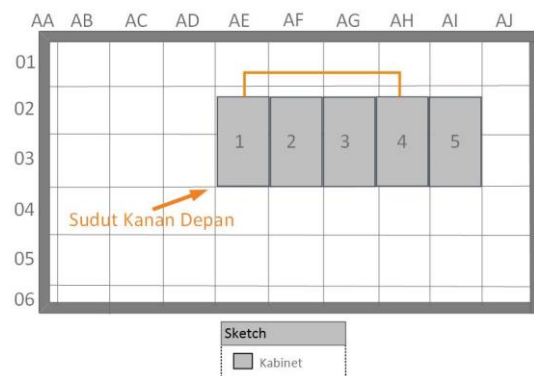 AA AB AC AD AE AF AG AH AI AJ
01
02
03
04
05
06
1 2 3 4 5
Sudut Kanan Depan
Sketch
Kabinet